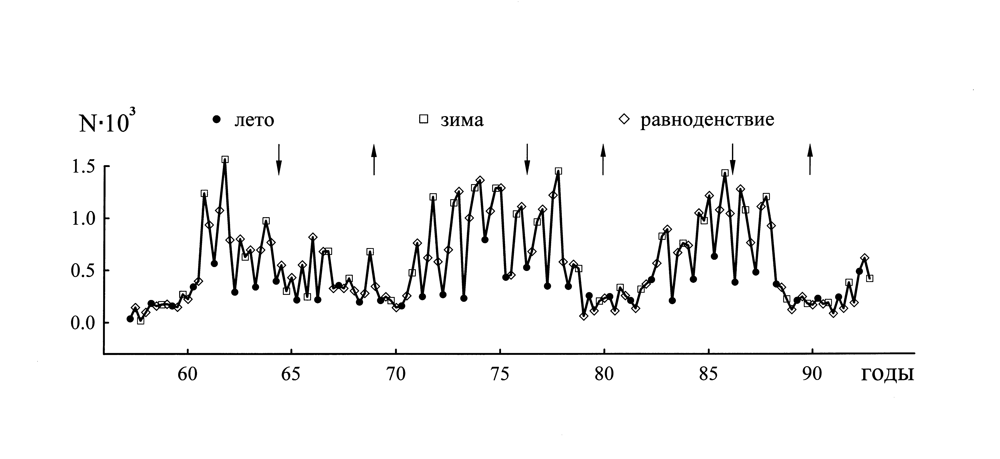 N·10³
лето
зима
равноденствие
1.5
1.0
0.5
0.0
60 65 70 75 80 85 90 годы